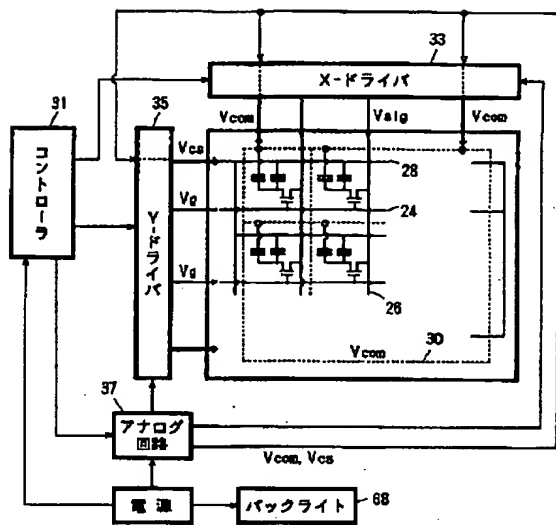 33
X-ドライバ
31
コントローラ
35
Y-ドライバ
Vcom
Vsig
Vcom
Vcs
28
Vg
24
Vg
26
30
Vcom
37
アナログ
回路
Vcom, Vcs
電源
バックライト
68